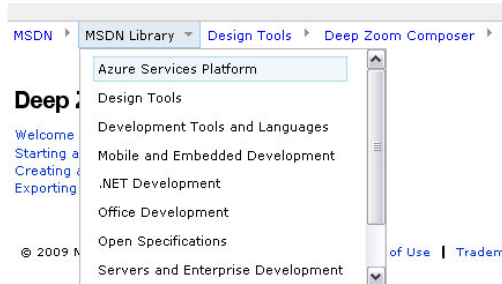 MSDN MSDN Library Design Tools Deep Zoom Composer
Azure Services Platform
Design Tools
Development Tools and Languages
Mobile and Embedded Development
.NET Development
Office Development
Open Specifications
Servers and Enterprise Development
Deep
Welcome
Starting a
Creating
Exporting
© 2009 of Use | Tradem